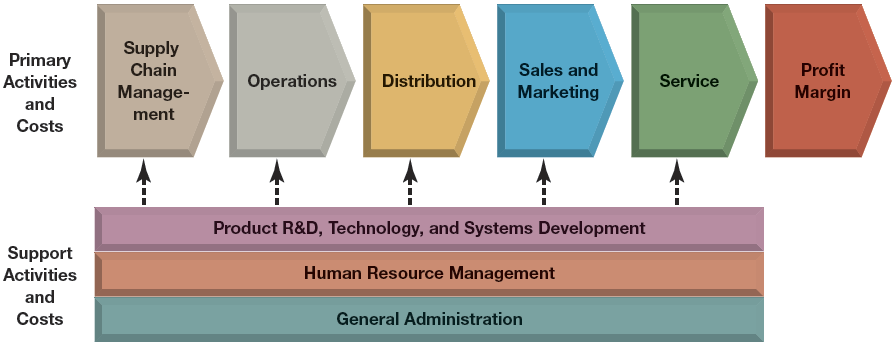 Primary
Activities
and
Costs
Supply
Chain
Manage-
ment
Operations
Distribution
Sales and
Marketing
Service
Profit
Margin
Support
Activities
and
Costs
Product R&D, Technology, and Systems Development
Human Resource Management
General Administration